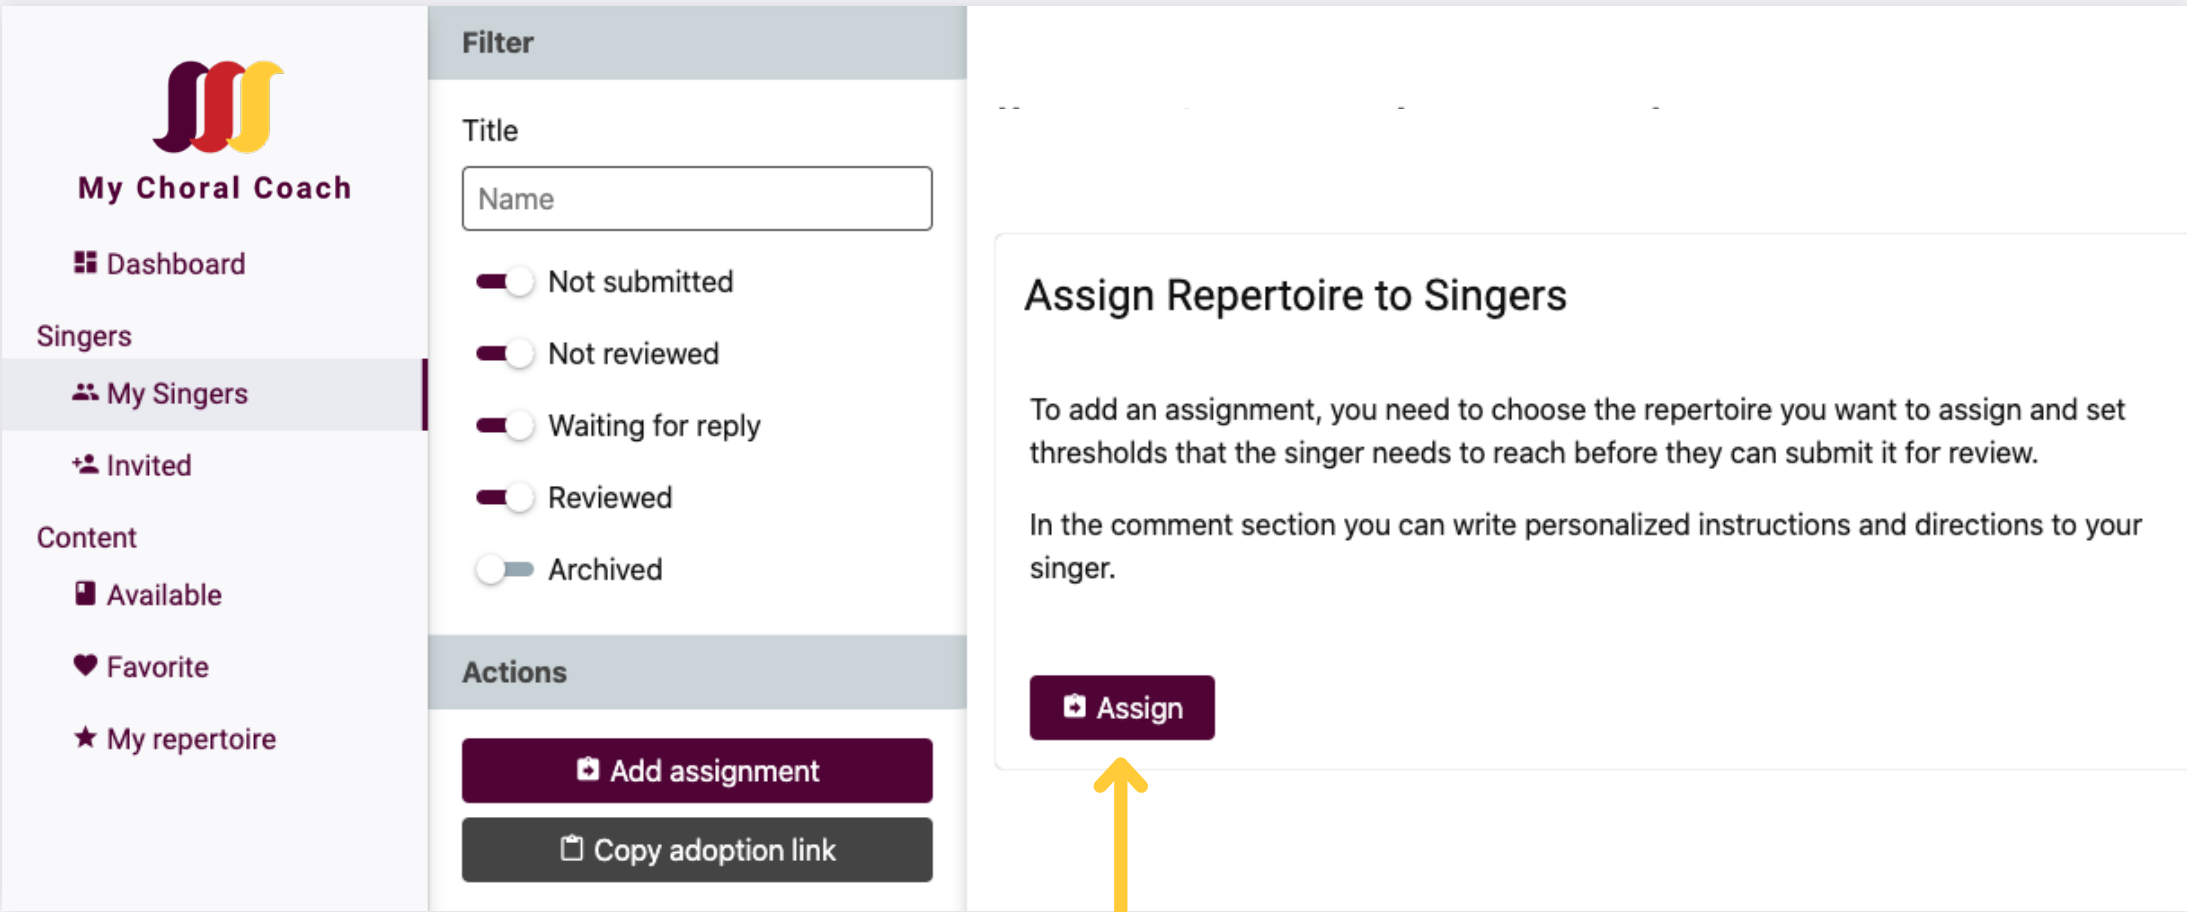 My Choral Coach
Dashboard
Singers
My Singers
Invited
Content
Available
Favorite
My repertoire
Filter
Title
Name
Not submitted
Not reviewed
Waiting for reply
Reviewed
Archived
Actions
Add assignment
Copy adoption link
Assign Repertoire to Singers
To add an assignment, you need to choose the repertoire you want to assign and set
thresholds that the singer needs to reach before they can submit it for review.
In the comment section you can write personalized instructions and directions to your
singer.
Assign